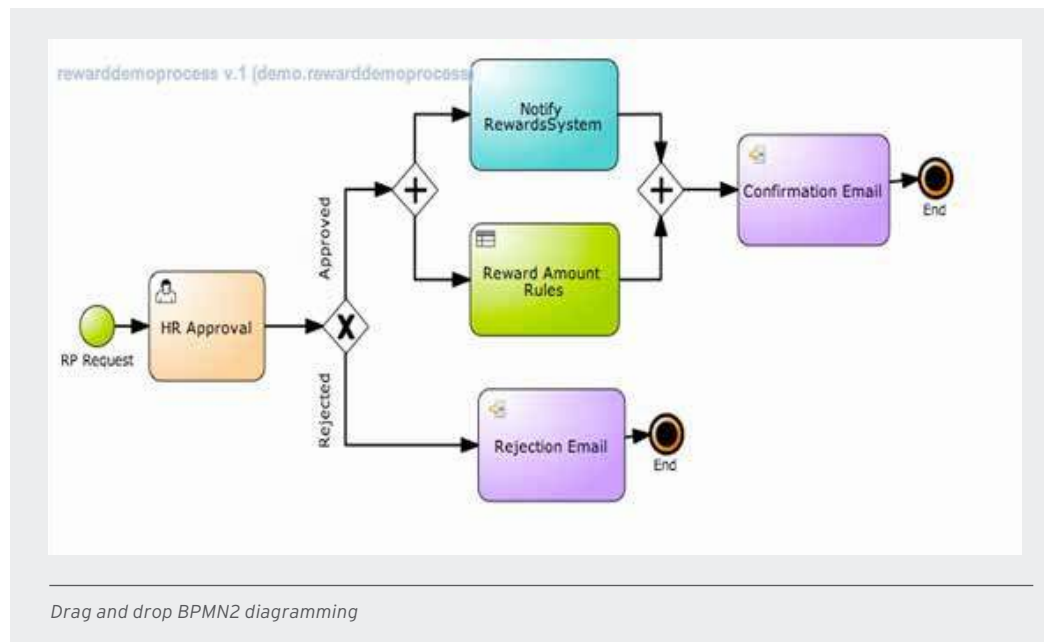 rewarddemoprocess v.1 (demo.rewarddemoprocess)
Notify
RewardsSystem
Confirmation Email
End
Approved
Reward Amount
Rules
HR Approval
RP Request
Rejected
Rejection Email
End
Drag and drop BPMN2 diagramming